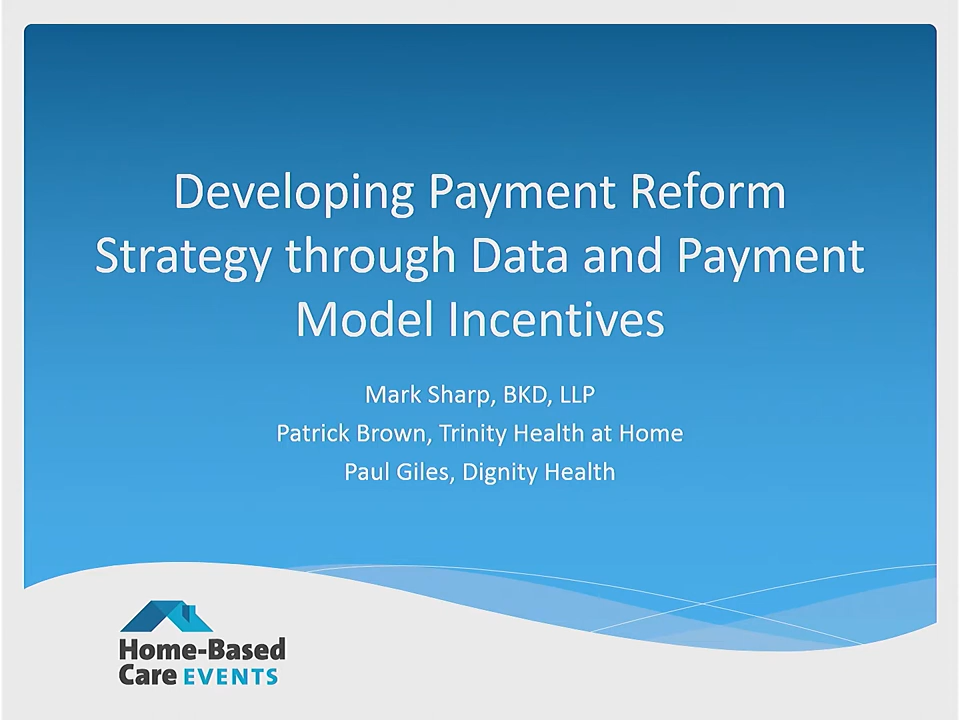 Developing Payment Reform
Strategy through Data and Payment
Model Incentives
Mark Sharp, BKD, LLP
Patrick Brown, Trinity Health at Home
Paul Giles, Dignity Health
Home-Based
Care EVENTS